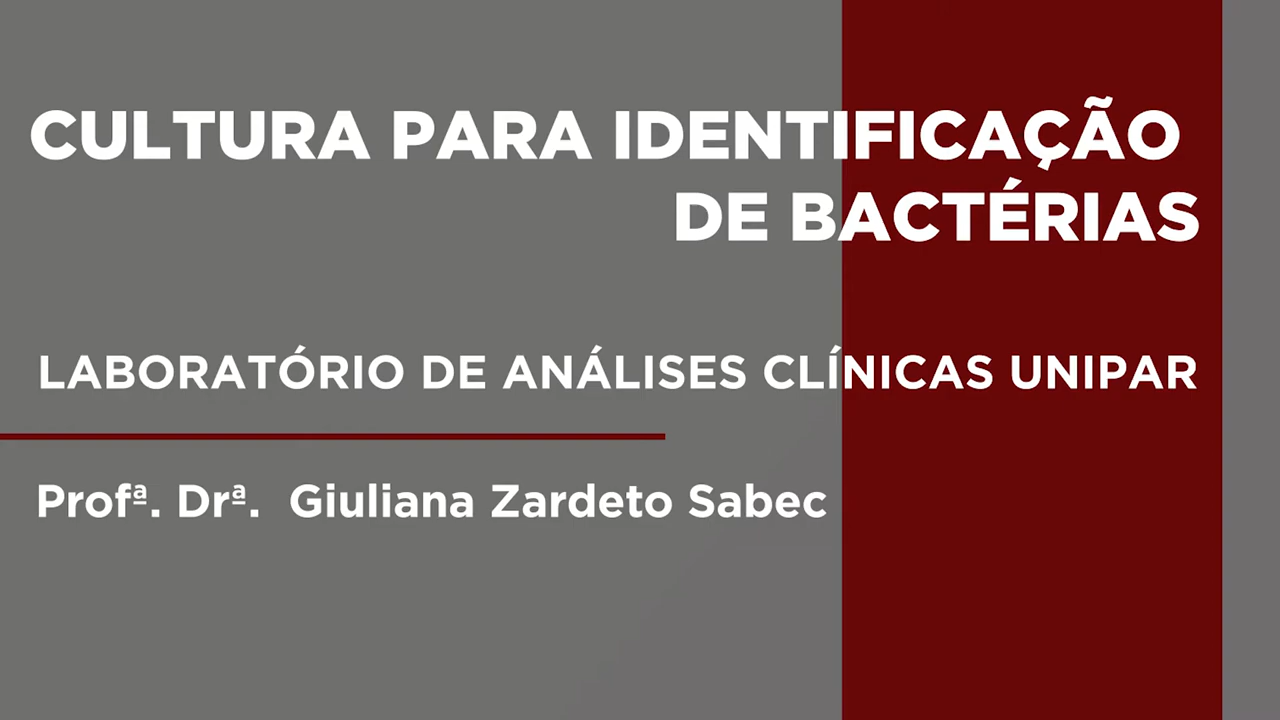 CULTURA PARA IDENTIFICAÇÃO
DE BACTÉRIAS
LABORATÓRIO DE ANÁLISES CLÍNICAS UNIPAR
Profª. Drª. Giuliana Zardeto Sabec